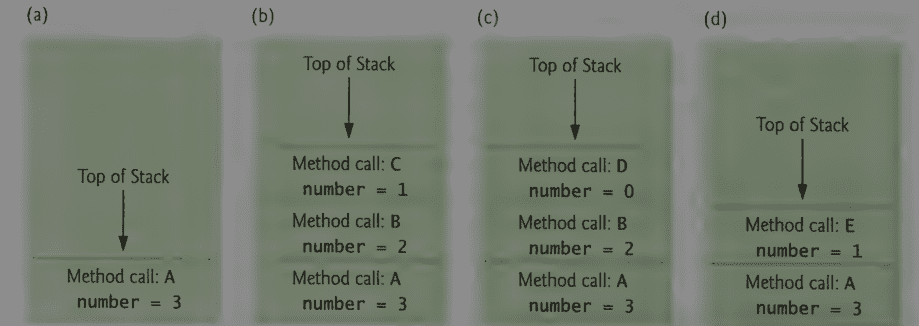 (a)
Top of Stack
Method call: A
number = 3
(b)
Top of Stack
Method call: C
number = 1
Method call: B
number = 2
Method call: A
number = 3
(c)
Top of Stack
Method call: D
number = 0
Method call: B
number = 2
Method call: A
number = 3
(d)
Top of Stack
Method call: E
number = 1
Method call: A
number = 3